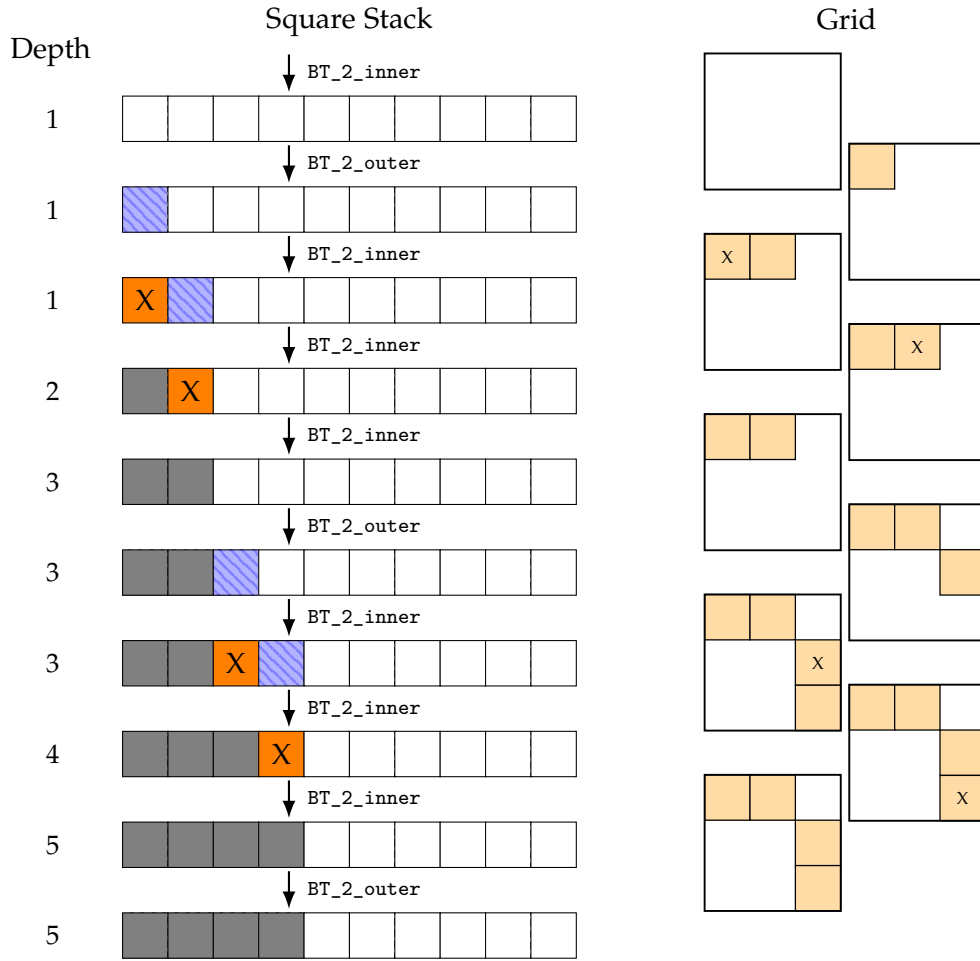 Square Stack
Grid
Depth
BT_2_inner
1
BT_2_outer
1
BT_2_inner
X
1
X
BT_2_inner
X
2
X
BT_2_inner
3
BT_2_outer
3
BT_2_inner
3
X
X
BT_2_inner
4
X
BT_2_inner
X
5
BT_2_outer
5